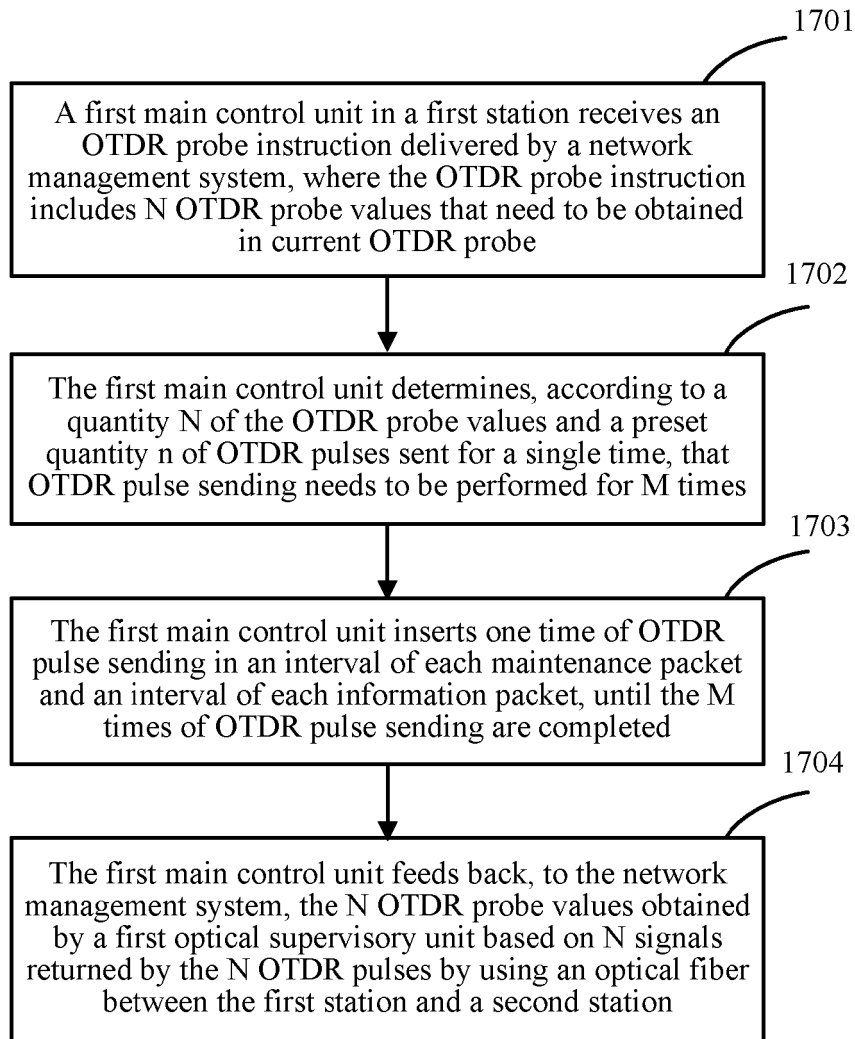 1701
A first main control unit in a first station receives an
OTDR probe instruction delivered by a network
management system, where the OTDR probe instruction
includes N OTDR probe values that need to be obtained
in current OTDR probe
1702
The first main control unit determines, according to a
quantity N of the OTDR probe values and a preset
quantity n of OTDR pulses sent for a single time, that
OTDR pulse sending needs to be performed for M times
1703
The first main control unit inserts one time of OTDR
pulse sending in an interval of each maintenance packet
and an interval of each information packet, until the M
times of OTDR pulse sending are completed
1704
The first main control unit feeds back, to the network
management system, the N OTDR probe values obtained
by a first optical supervisory unit based on N signals
returned by the N OTDR pulses by using an optical fiber
between the first station and a second station